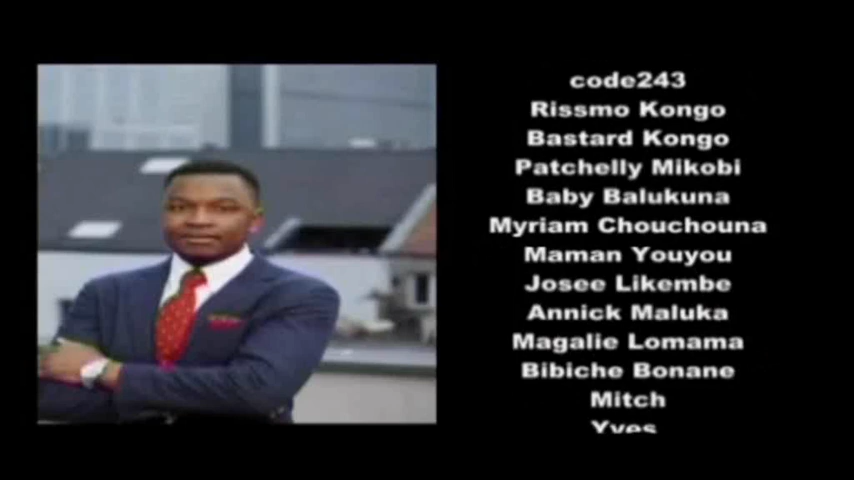 code243
Rissmo Kongo
Bastard Kongo
Patchelly Mikobi
Baby Balukuna
Myriam Chouchouna
Maman Youyou
Josee Likembe
Annick Maluka
Magalie Lomama
Bibiche Bonane
Mitch
Yves